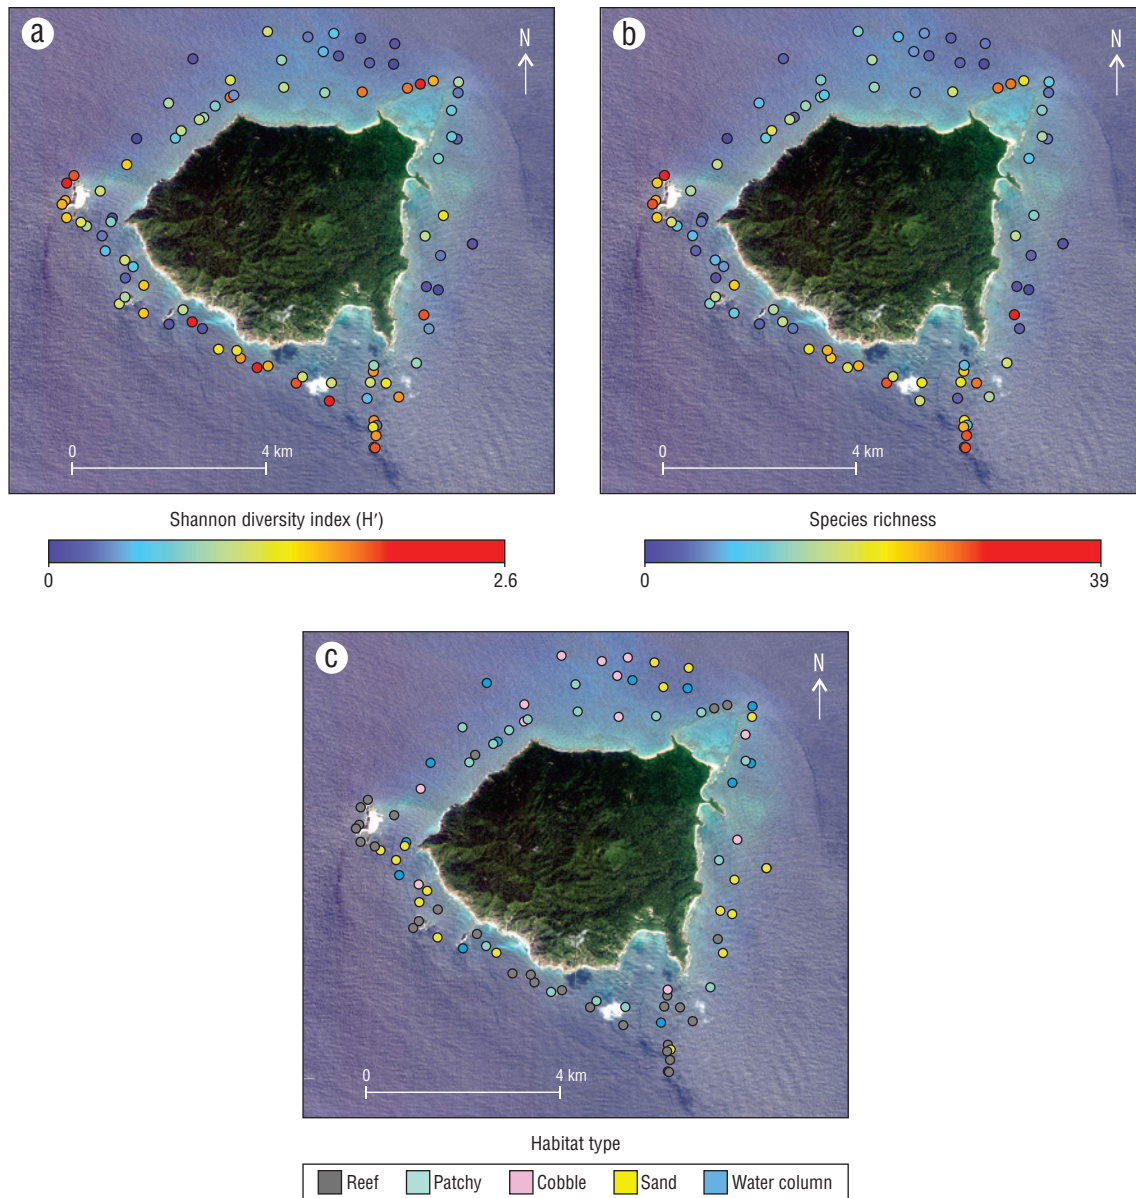 a
N
0 4 km
Shannon diversity index (H′)
0 2.6
b
N
0 4 km
Species richness
0 39
c
N
0 4 km
Habitat type
Reef Patchy Cobble Sand Water column